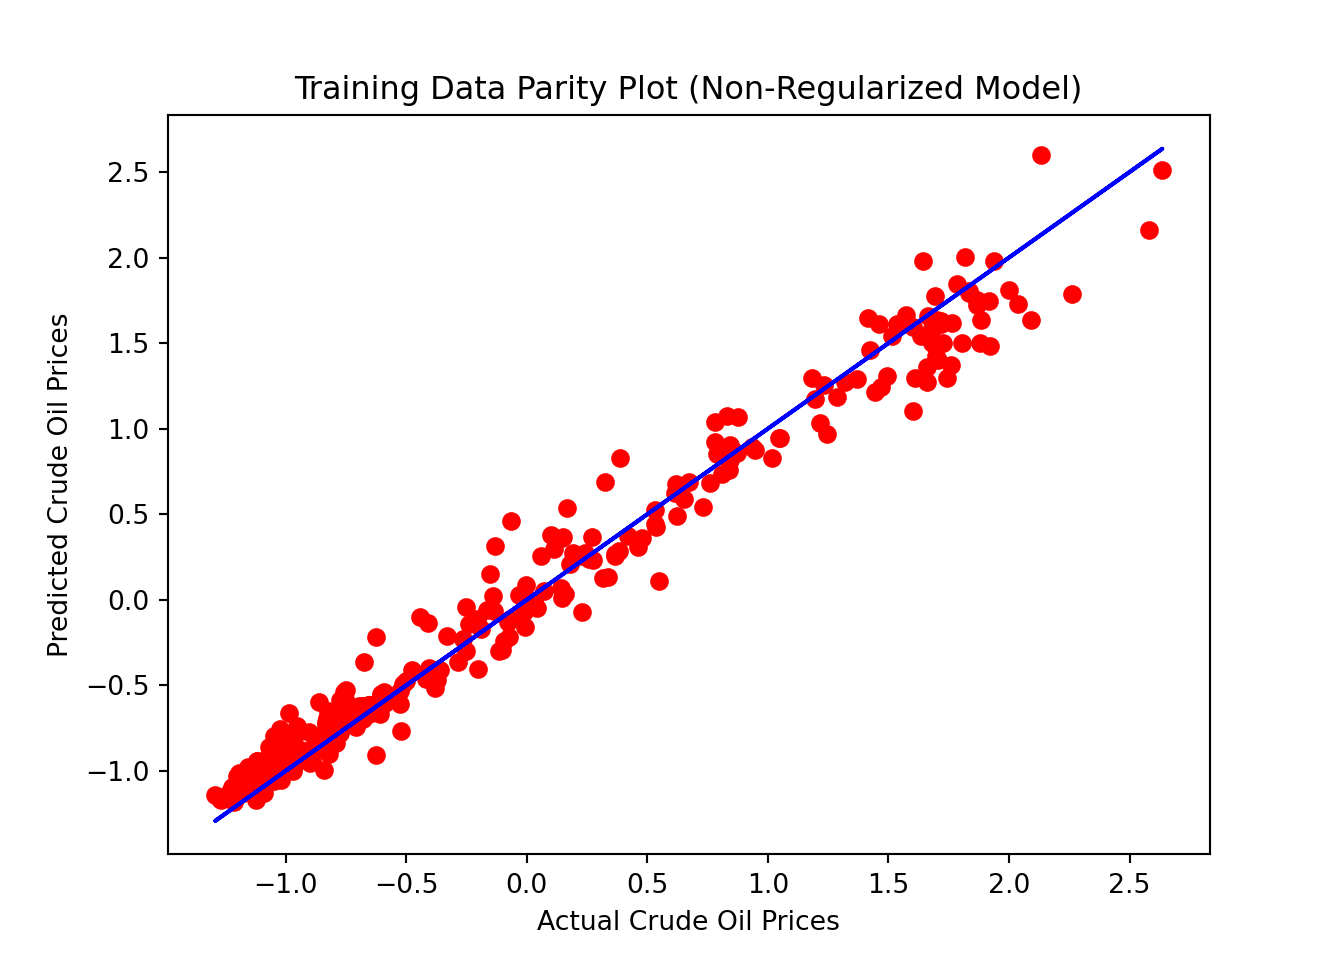 Training Data Parity Plot (Non-Regularized Model)
Predicted Crude Oil Prices
2.5
2.0
1.5
1.0
0.5
0.0
−0.5
−1.0
−1.0 −0.5 0.0 0.5 1.0 1.5 2.0 2.5
Actual Crude Oil Prices